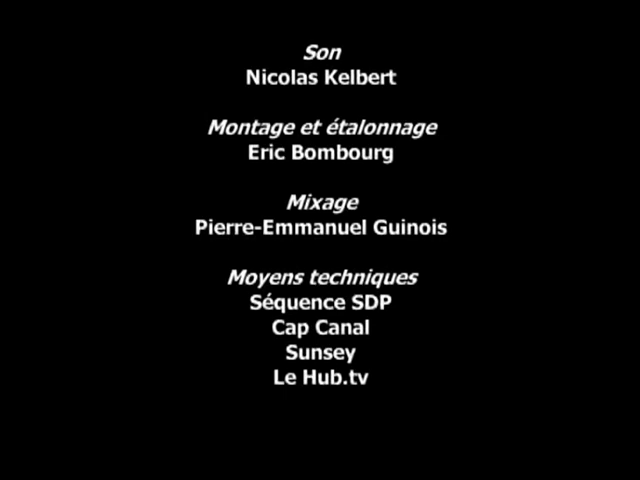 Son
Nicolas Kelbert
Montage et étalonnage
Eric Bombourg
Mixage
Pierre-Emmanuel Guinois
Moyens techniques
Séquence SDP
Cap Canal
Sunsey
Le Hub.tv